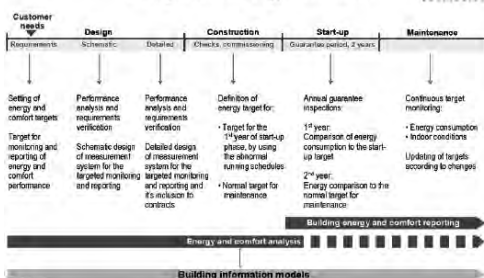 Customer
needs
Design
Construction
Start-up
Maintenance
Requirements
Schematic
Detailed
Checks, commissioning
Guarantee period, 2 years
Setting of
energy and
comfort targets
Target for
monitoring and
reporting of
energy and
comfort
performance
Performance
analysis and
requirements
verification
Schematic design
of measurement
system for the
targeted monitoring
and reporting
Performance
analysis and
requirements
verification
Detailed
design of
measurement
system for the
targeted monitoring
and reporting and
it's inclusion to
contracts
Definition of
energy target for:
• Target for the
1st year of start-up
phase, by using
the abnormal
running schedules
• Normal target for
maintenance
Annual guarantee
inspections:
1st year:
Comparison of energy
consumption to the start-
up target
2nd year:
Energy comparison to the
normal target for
maintenance
Continuous target
monitoring:
• Energy consumption
• Indoor conditions
Updating of targets
according to changes
Building energy and comfort reporting
Energy and comfort analysis
Building information models